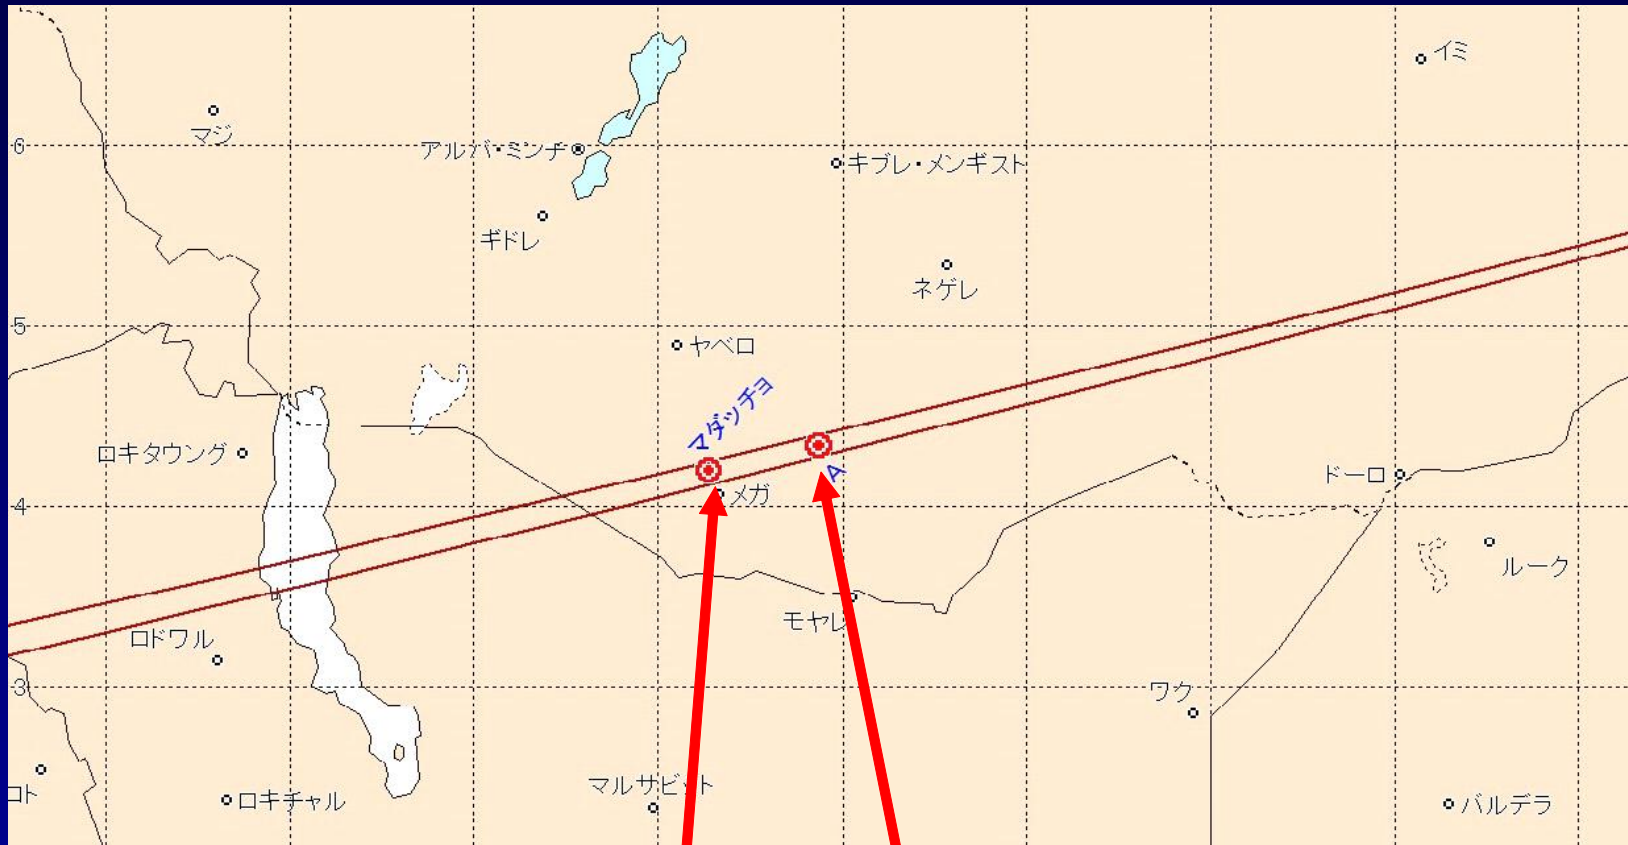 イミ
マジ
6
アルバ・ミンチ
キブレ・メンギスト
ギドレ
ネゲレ
5
ヤベロ
マダッチョ
ロキタウング
A
ドーロ
メガ
4
ルーク
モヤレ
ロドワル
3
ワク
マルサビット
コト
ロキチャル
バルデラ